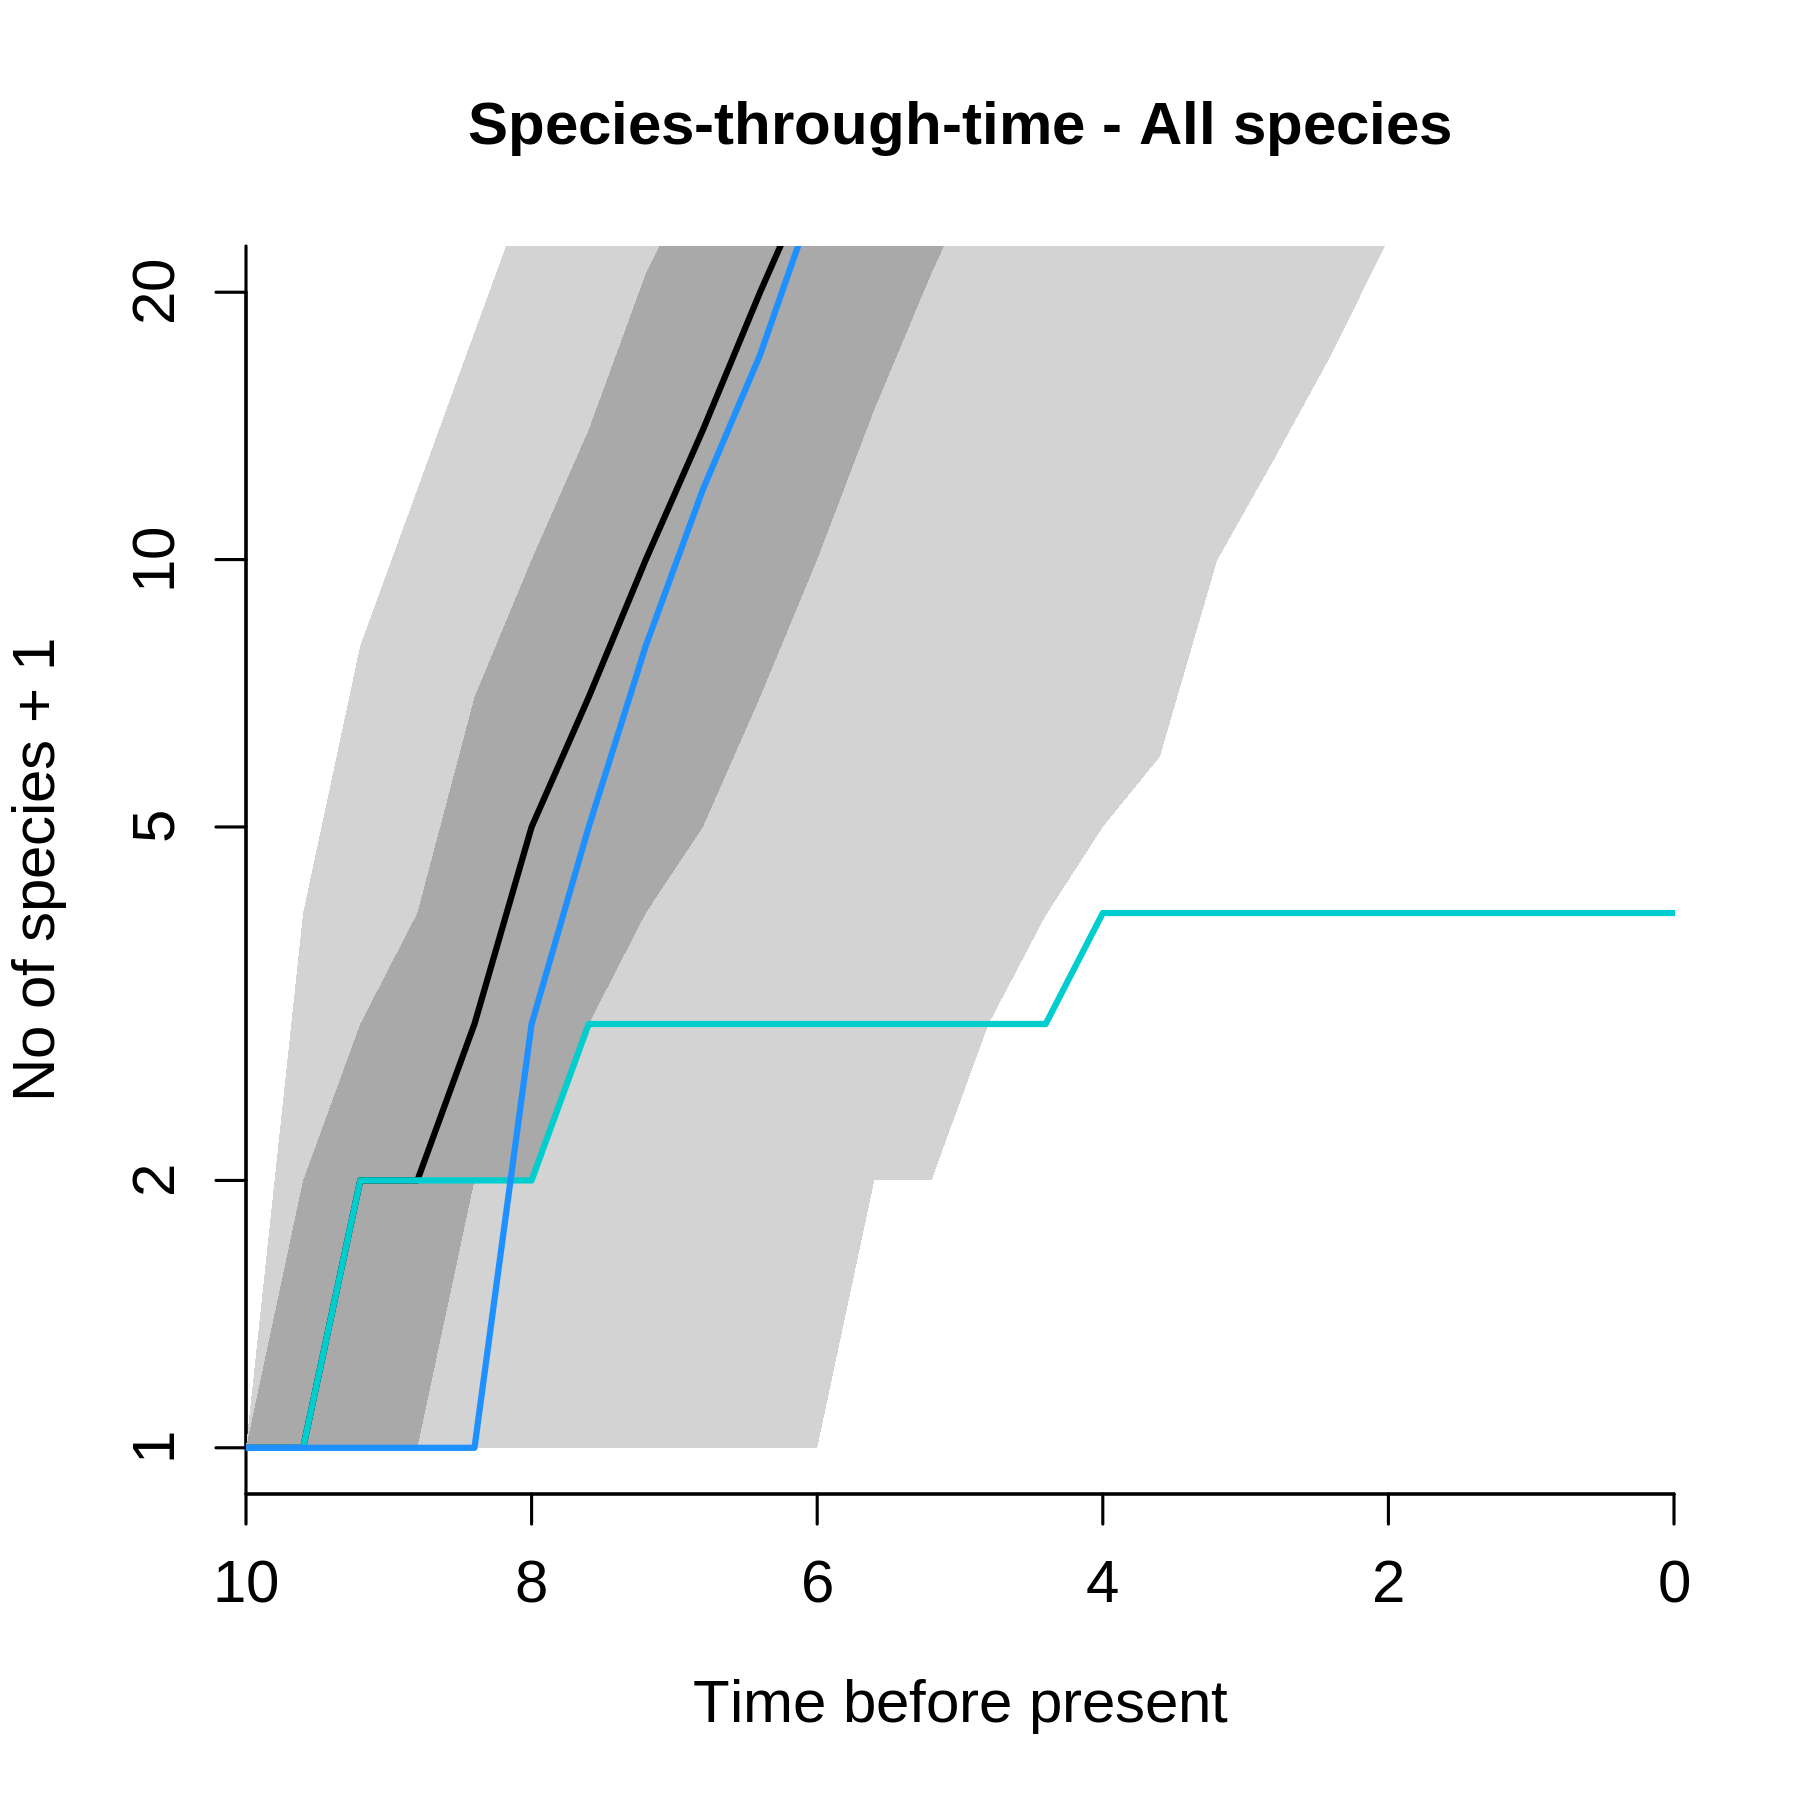 Species-through-time - All species
No of species + 1
20
10
5
2
1
10 8 6 4 2 0
Time before present